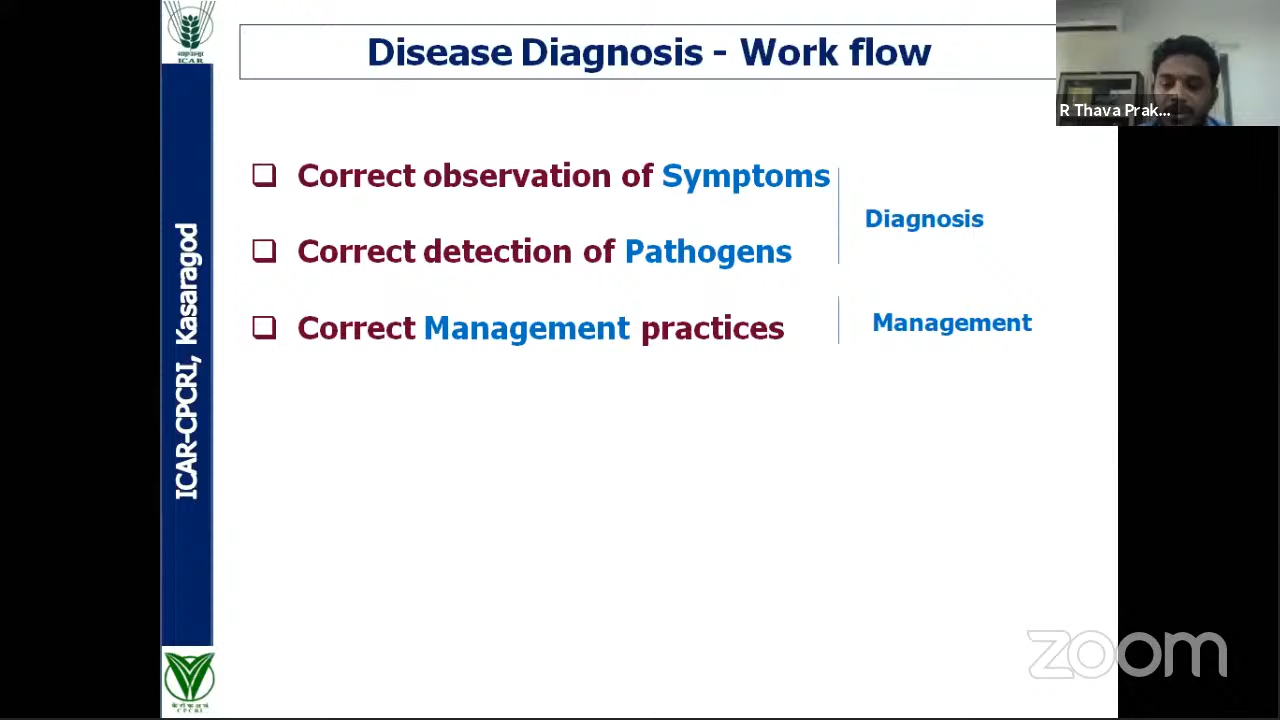 ICAR
Disease Diagnosis - Work flow
R Thava Prak...
Correct observation of Symptoms
Diagnosis
Correct detection of Pathogens
Correct Management practices
Management
ICAR-CPCRI, Kasaragod
CPCRI
zoom